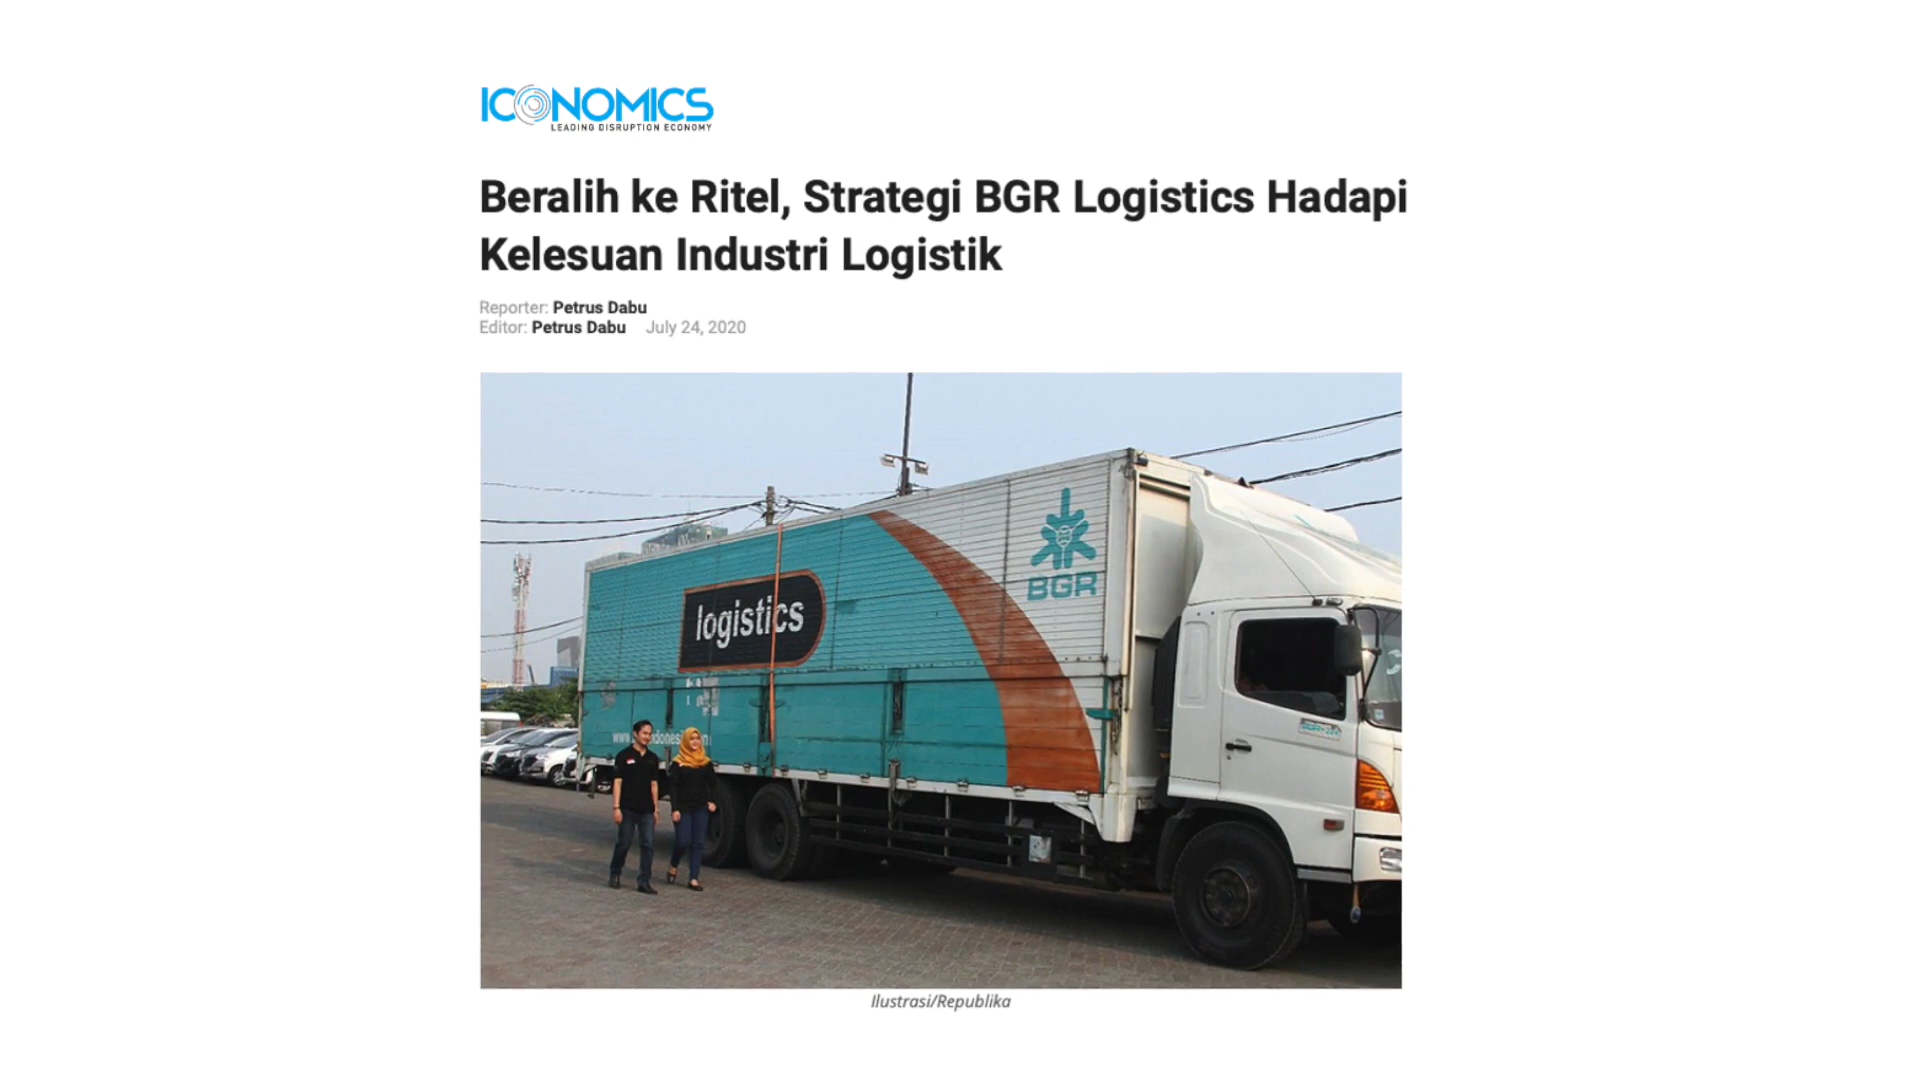 ICONOMICS
LEADING DISRUPTION ECONOMY
Beralih ke Ritel, Strategi BGR Logistics Hadapi
Kelesuan Industri Logistik
Reporter: Petrus Dabu
Editor: Petrus Dabu July 24, 2020
BGR
logistics
Ilustrasi/Republika